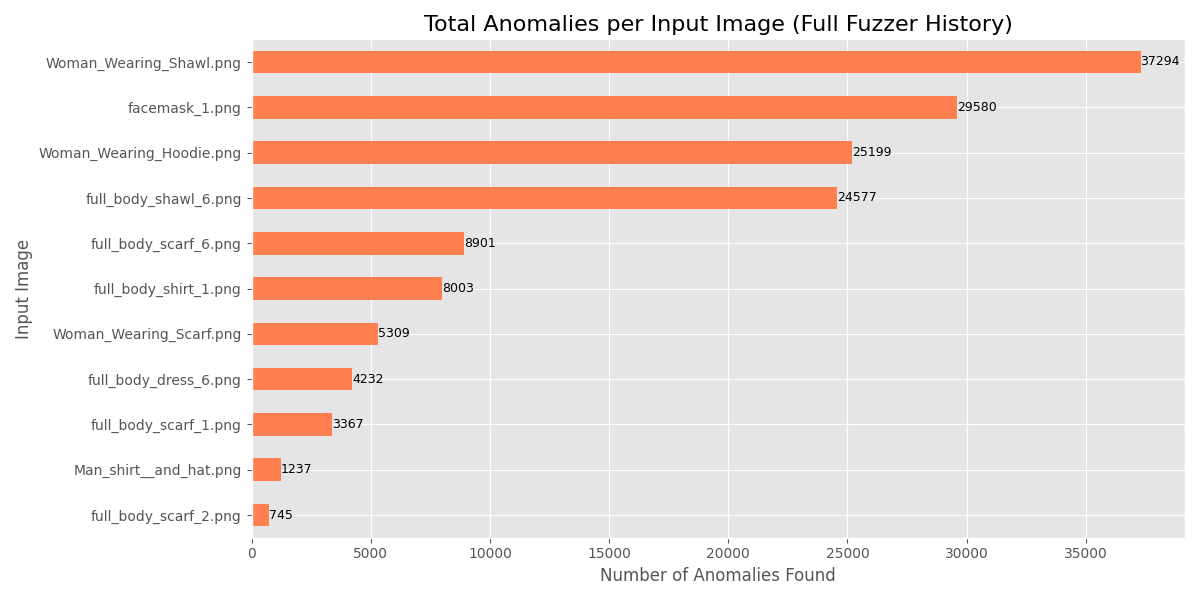 Total Anomalies per Input Image (Full Fuzzer History)
Input Image
Woman_Wearing_Shawl.png 37294
facemask_1.png 29580
Woman_Wearing_Hoodie.png 25199
full_body_shawl_6.png 24577
full_body_scarf_6.png 8901
full_body_shirt_1.png 8003
Woman_Wearing_Scarf.png 5309
full_body_dress_6.png 4232
full_body_scarf_1.png 3367
Man_shirt__and_hat.png 1237
full_body_scarf_2.png 745
0 5000 10000 15000 20000 25000 30000 35000
Number of Anomalies Found